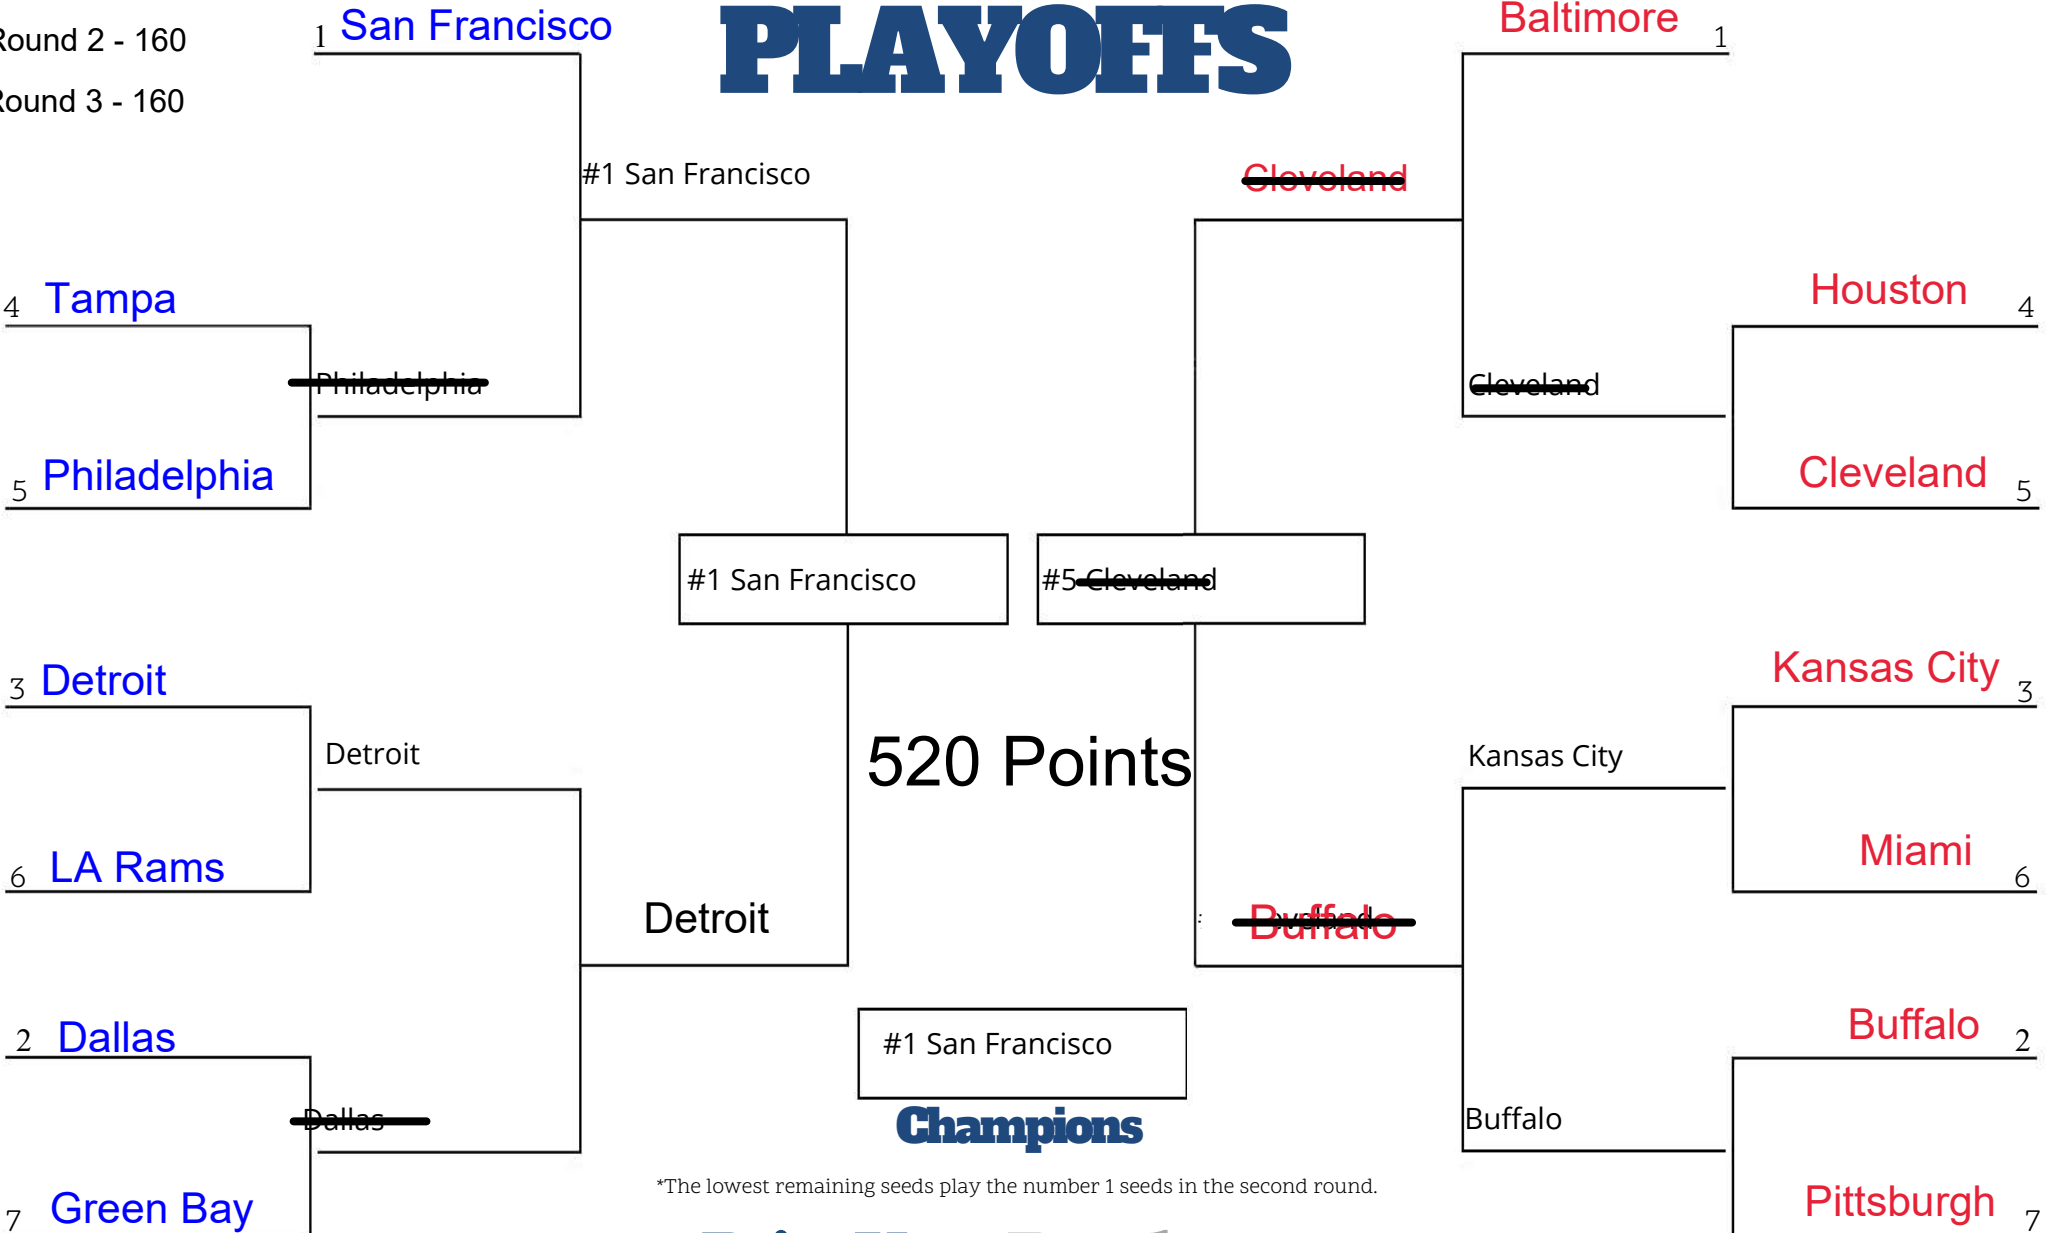 PLAYOFFS
Round 2 - 160
Round 3 - 160
1 San Francisco
Baltimore 1
#1 San Francisco
Cleveland
4 Tampa
Houston 4
Philadelphia
Cleveland
5 Philadelphia
Cleveland 5
#1 San Francisco
#5 Cleveland
3 Detroit
Kansas City 3
Detroit
520 Points
Kansas City
6 LA Rams
Miami 6
Detroit
Buffalo
2 Dallas
#1 San Francisco
Buffalo 2
Dallas
Champions
Buffalo
*The lowest remaining seeds play the number 1 seeds in the second round.
7 Green Bay
Pittsburgh 7